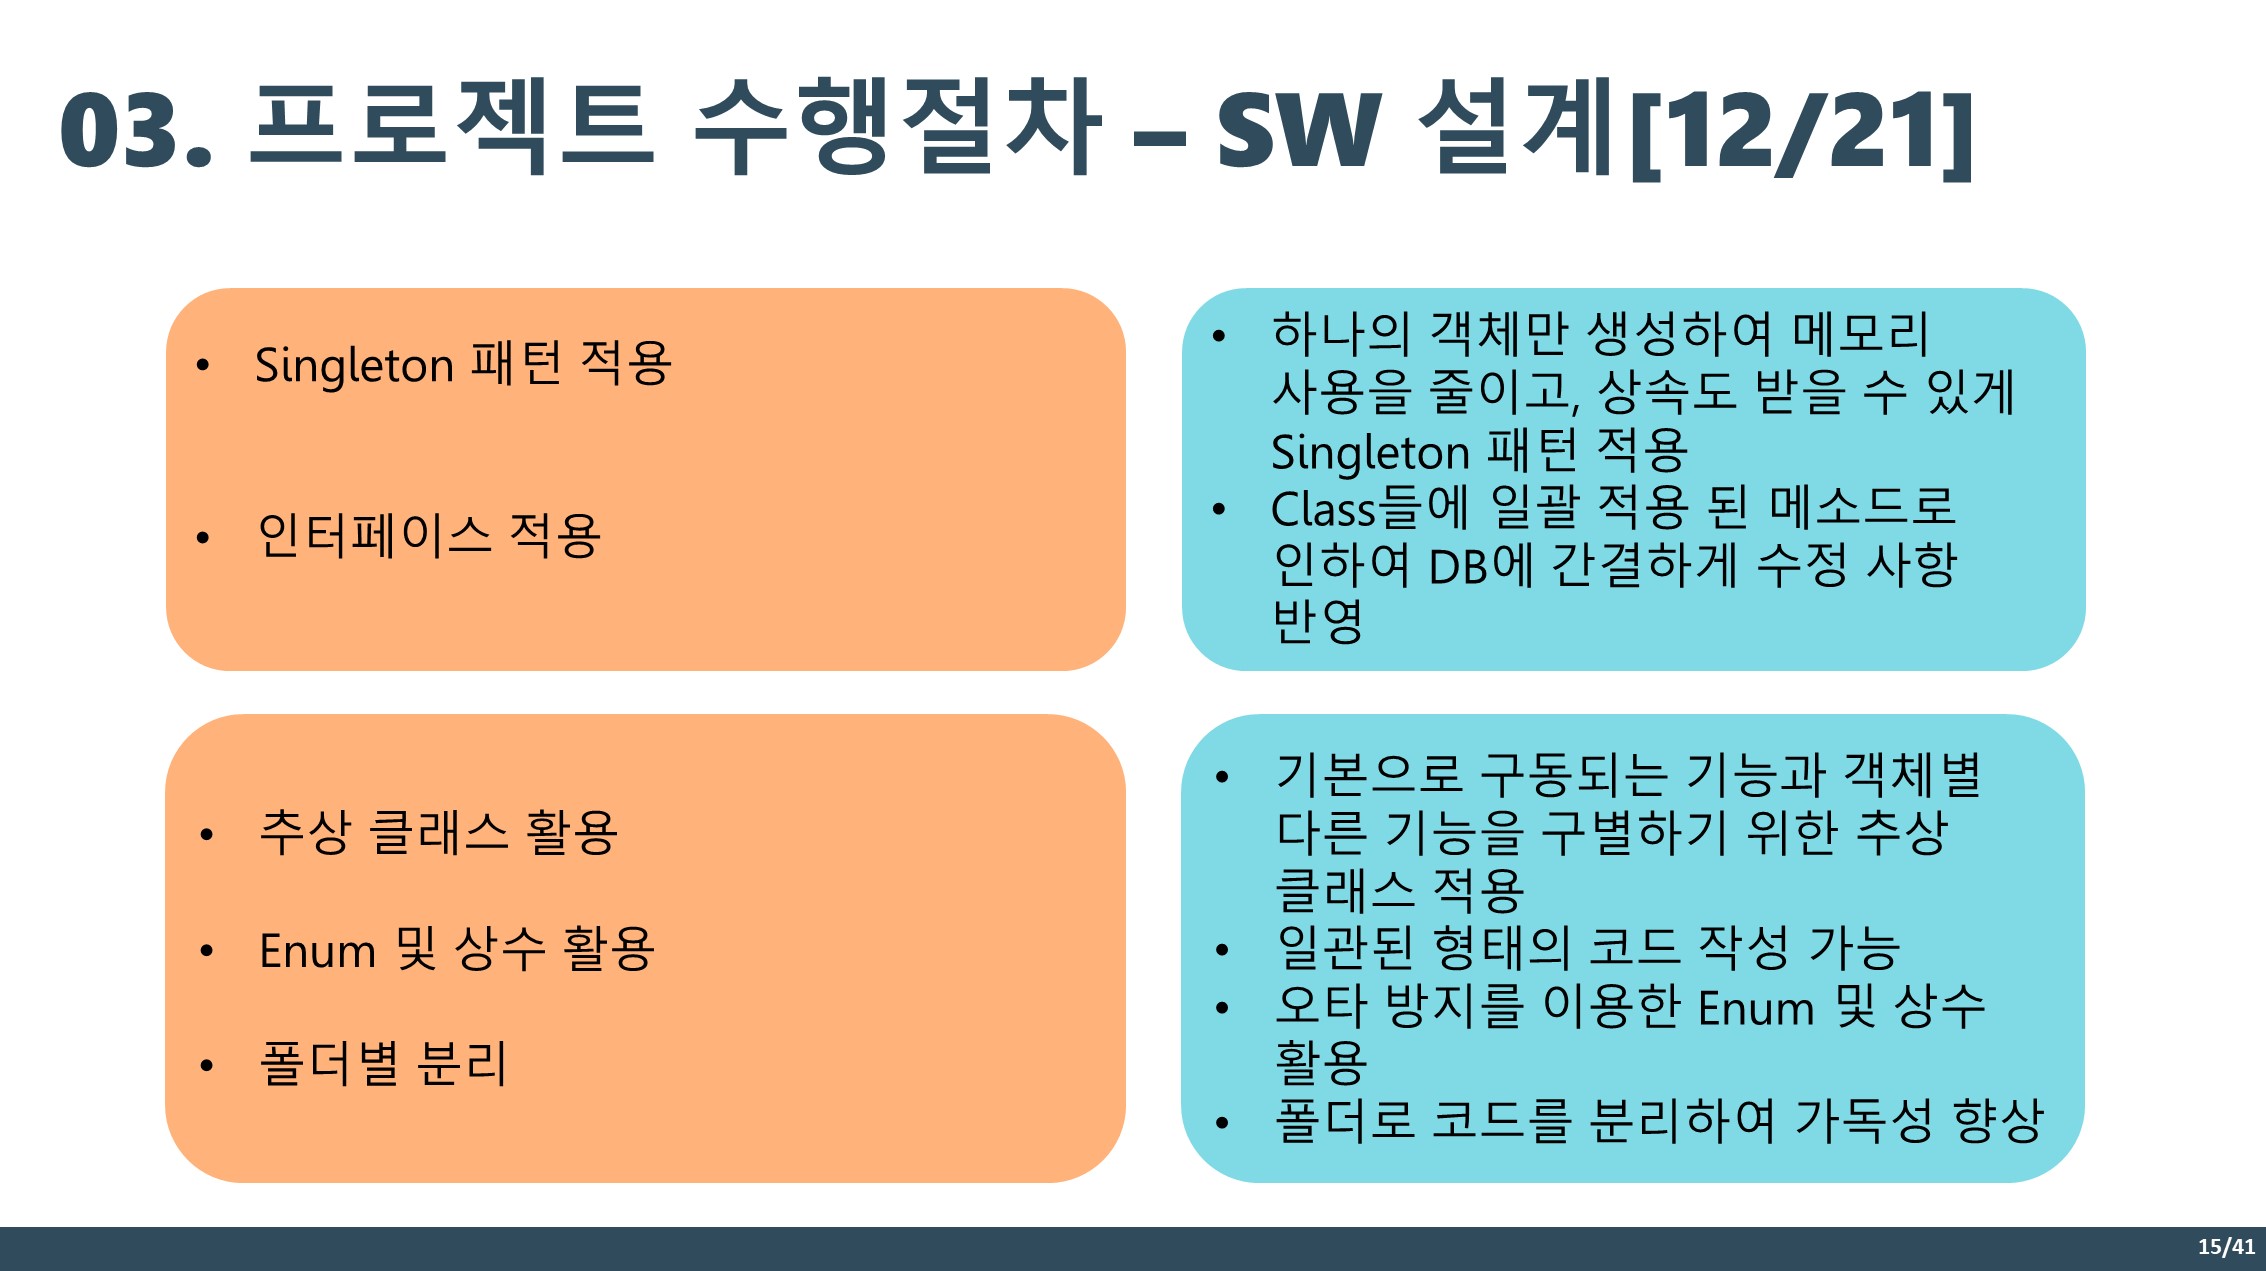 03. 프로젝트 수행절차 – SW 설계[12/21]
• Singleton 패턴 적용
• 인터페이스 적용
• 하나의 객체만 생성하여 메모리
사용을 줄이고, 상속도 받을 수 있게
Singleton 패턴 적용
• Class들에 일괄 적용 된 메소드로
인하여 DB에 간결하게 수정 사항
반영
• 추상 클래스 활용
• Enum 및 상수 활용
• 폴더별 분리
• 기본으로 구동되는 기능과 객체별
다른 기능을 구별하기 위한 추상
클래스 적용
• 일관된 형태의 코드 작성 가능
• 오타 방지를 이용한 Enum 및 상수
활용
• 폴더로 코드를 분리하여 가독성 향상
15/41